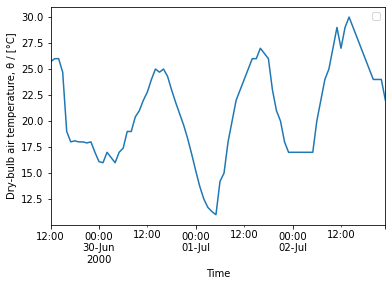 30.0
27.5
25.0
22.5
20.0
17.5
15.0
12.5
Dry-bulb air temperature, θ / [°C]
12:00 00:00 12:00 00:00 12:00 00:00 12:00
30-Jun 01-Jul 02-Jul
2000
Time